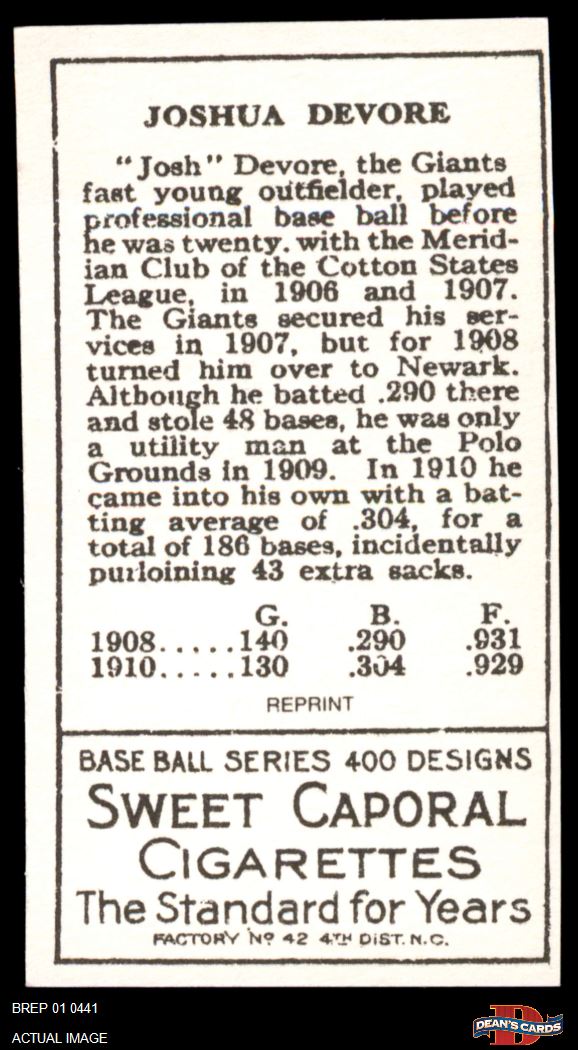 JOSHUA DEVORE
"Josh" Devore, the Giants
fast young outfielder, played
professional base ball before
he was twenty. with the Merid-
ian Club of the Cotton States
League, in 1906 and 1907.
The Giants secured his ser-
vices in 1907, but for 1908
turned him over to Newark.
Although he batted .290 there
and stole 48 bases, he was only
a utility man at the Polo
Grounds in 1909. In 1910 he
came into his own with a bat-
ting average of .304, for a
total of 186 bases, incidentally
purloining 43 extra sacks.
G. B. F.
1908.....140 .290 .931
1910.....130 .304 .929
REPRINT
BASE BALL SERIES 400 DESIGNS
SWEET CAPORAL
CIGARETTES
The Standard for Years
FACTORY Nº 42 4TH DIST. N.C.
BREP 01 0441
ACTUAL IMAGE
D
DEAN'S CARDS